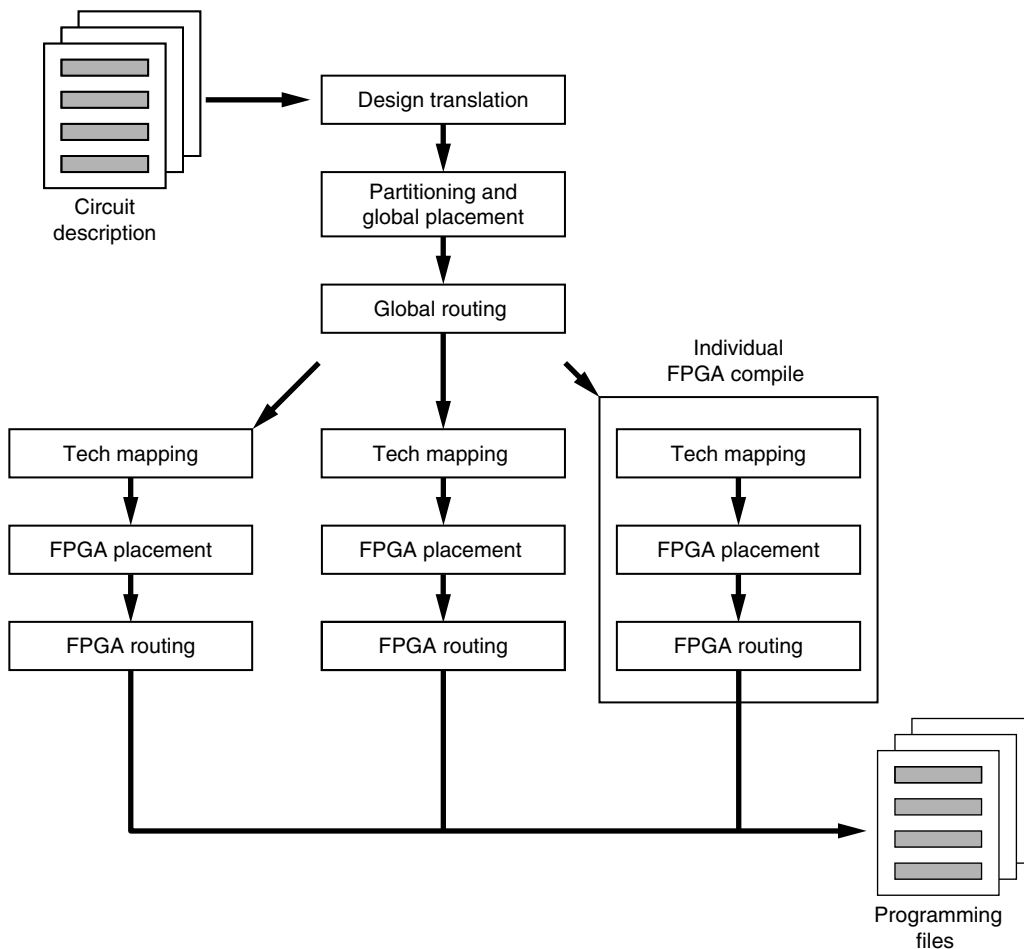 Design translation
Circuit
description
Partitioning and
global placement
Global routing
Individual
FPGA compile
Tech mapping
Tech mapping
Tech mapping
FPGA placement
FPGA placement
FPGA placement
FPGA routing
FPGA routing
FPGA routing
Programming
files